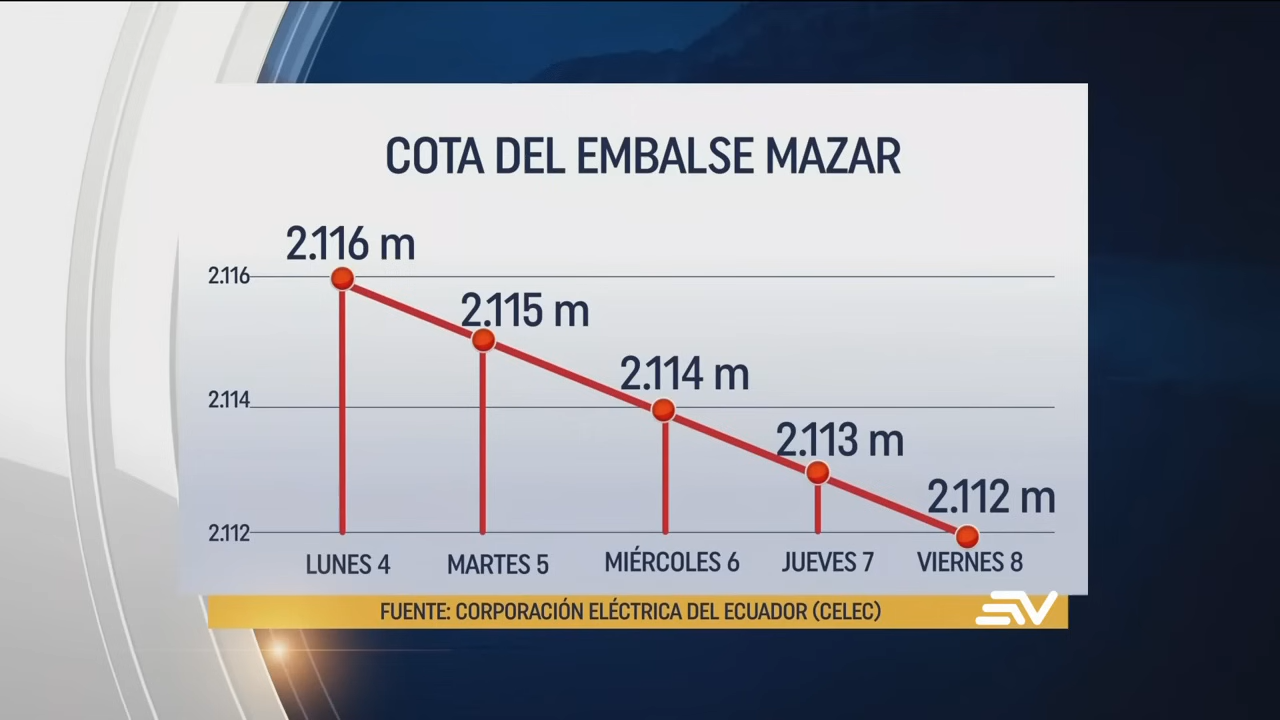 COTA DEL EMBALSE MAZAR
2.116 m
2.116
2.115 m
2.114 m
2.114
2.113 m
2.112 m
2.112
LUNES 4 MARTES 5 MIÉRCOLES 6 JUEVES 7 VIERNES 8
FUENTE: CORPORACIÓN ELÉCTRICA DEL ECUADOR (CELEC)